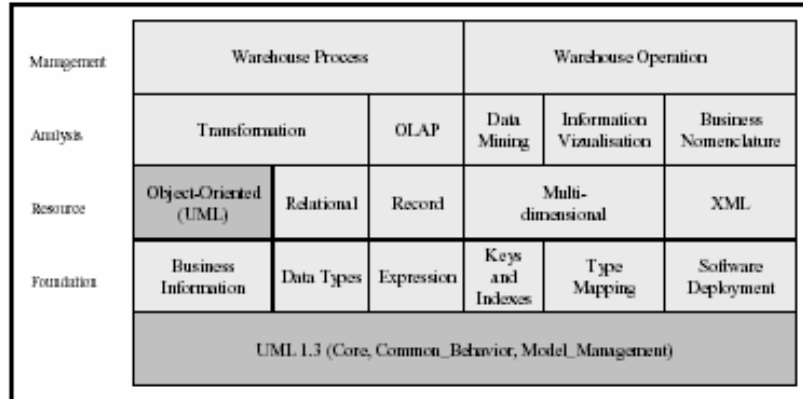 Management
Warehouse Process
Warehouse Operation
Analysis
Transformation
OLAP
Data
Mining
Information
Vizualisation
Business
Nomenclature
Resource
Object-Oriented
(UML)
Relational
Record
Multi-
dimensional
XML
Foundation
Business
Information
Data Types
Expression
Keys
and
Indexes
Type
Mapping
Software
Deployment
UML 1.3 (Core, Common_Behavior, Model_Management)